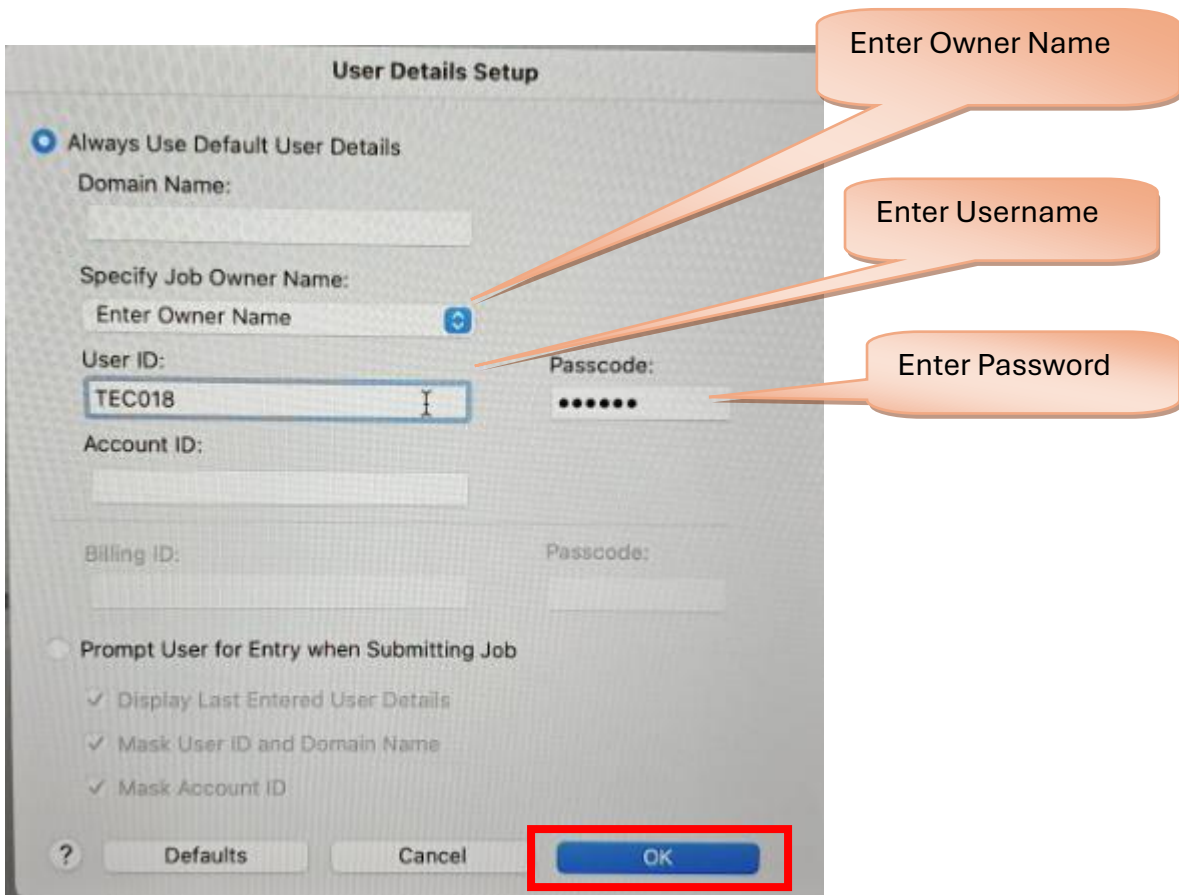 Enter Owner Name
User Details Setup
Always Use Default User Details
Domain Name:
Enter Username
Specify Job Owner Name:
Enter Owner Name
User ID:
Passcode:
Enter Password
TEC018
••••••
Account ID:
Billing ID:
Passcode:
Prompt User for Entry when Submitting Job
Display Last Entered User Details
Mask User ID and Domain Name
Mask Account ID
?
Defaults
Cancel
OK